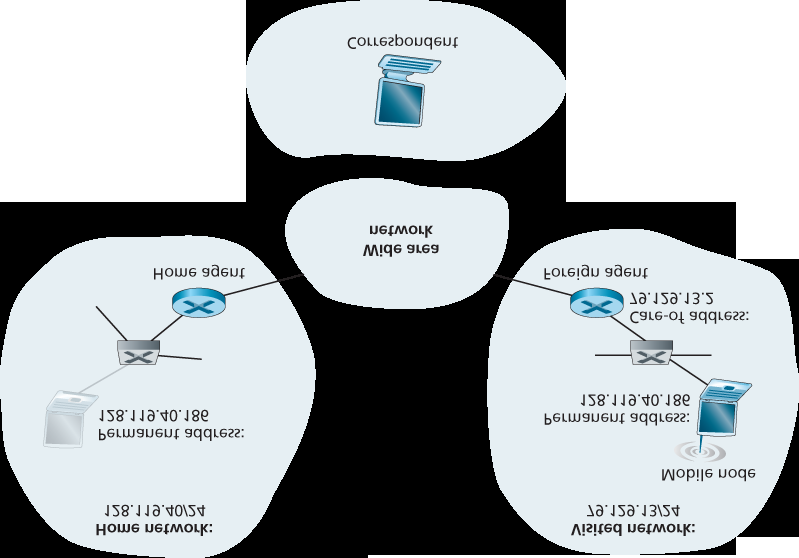 Home network:
128.119.40/24
Visited network:
79.129.13/24
Mobile node
Permanent address:
128.119.40.186
Permanent address:
128.119.40.186
Care-of address:
79.129.13.2
Home agent
Foreign agent
Wide area
network
Correspondent